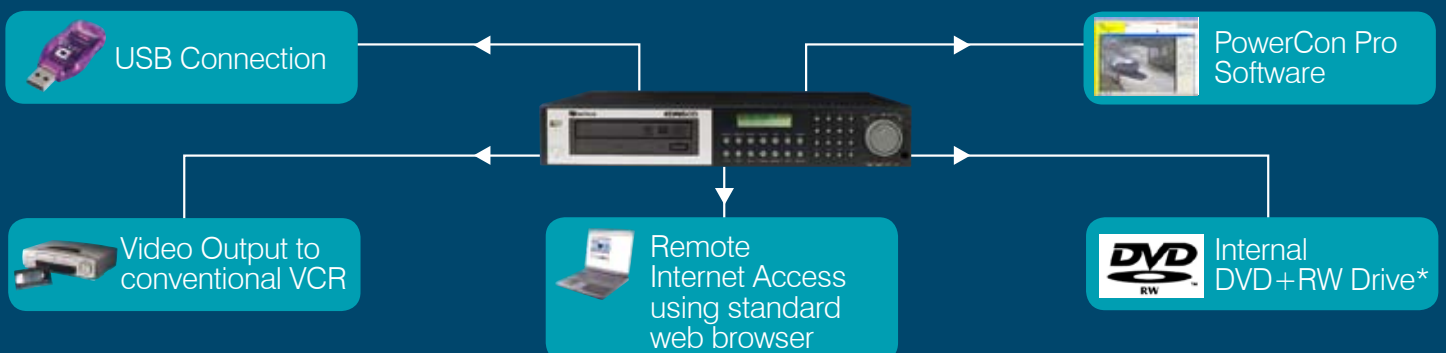 USB Connection
PowerCon Pro
Software
Video Output to
conventional VCR
Remote
Internet Access
using standard
web browser
DVD
RW
Internal
DVD+RW Drive*